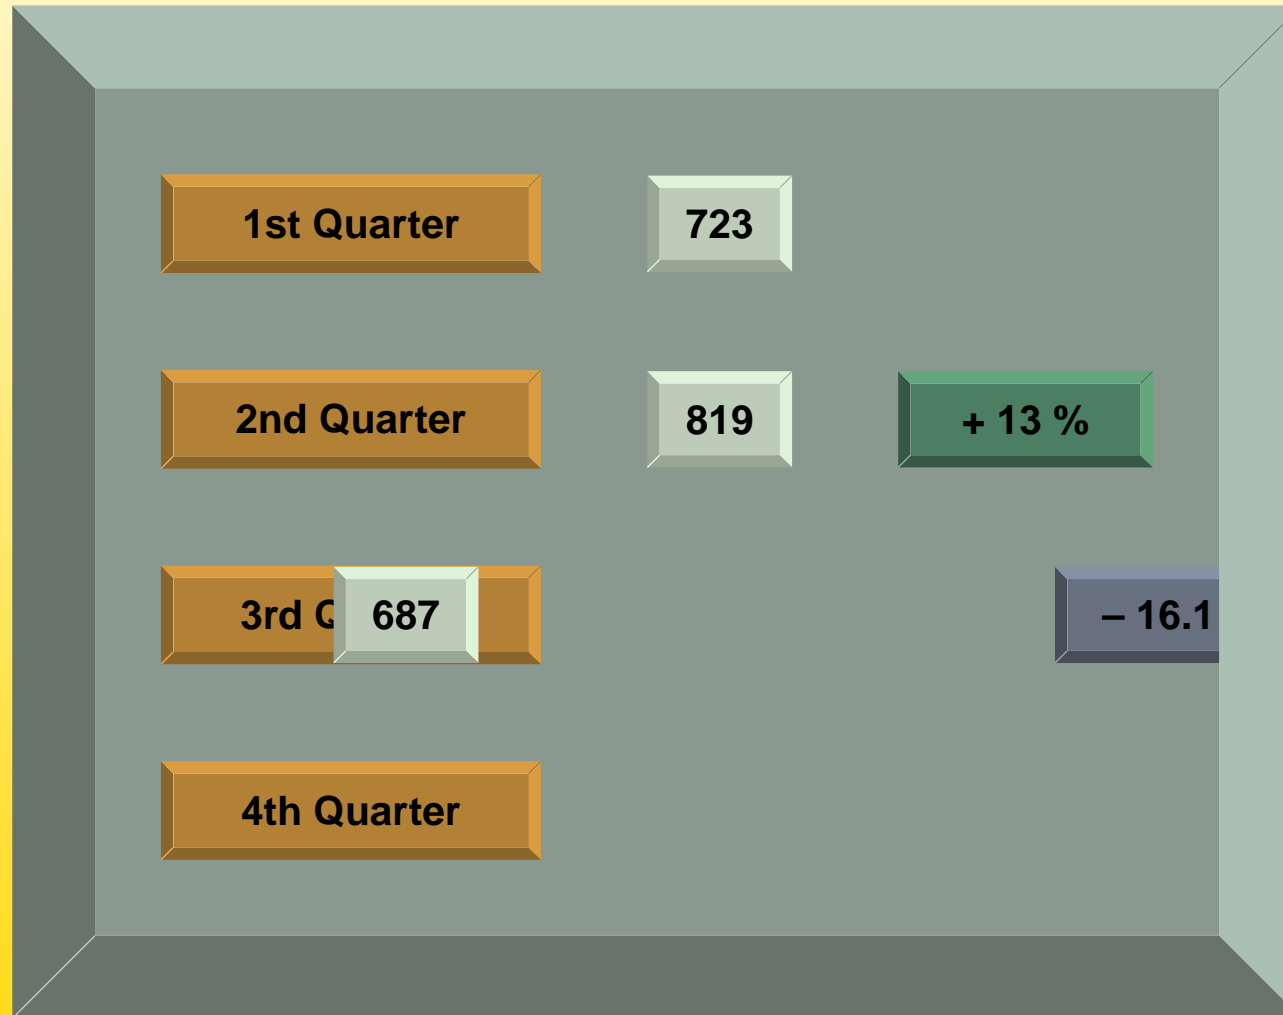 1st Quarter 723
2nd Quarter 819 + 13 %
3rd 687 – 16.1
4th Quarter